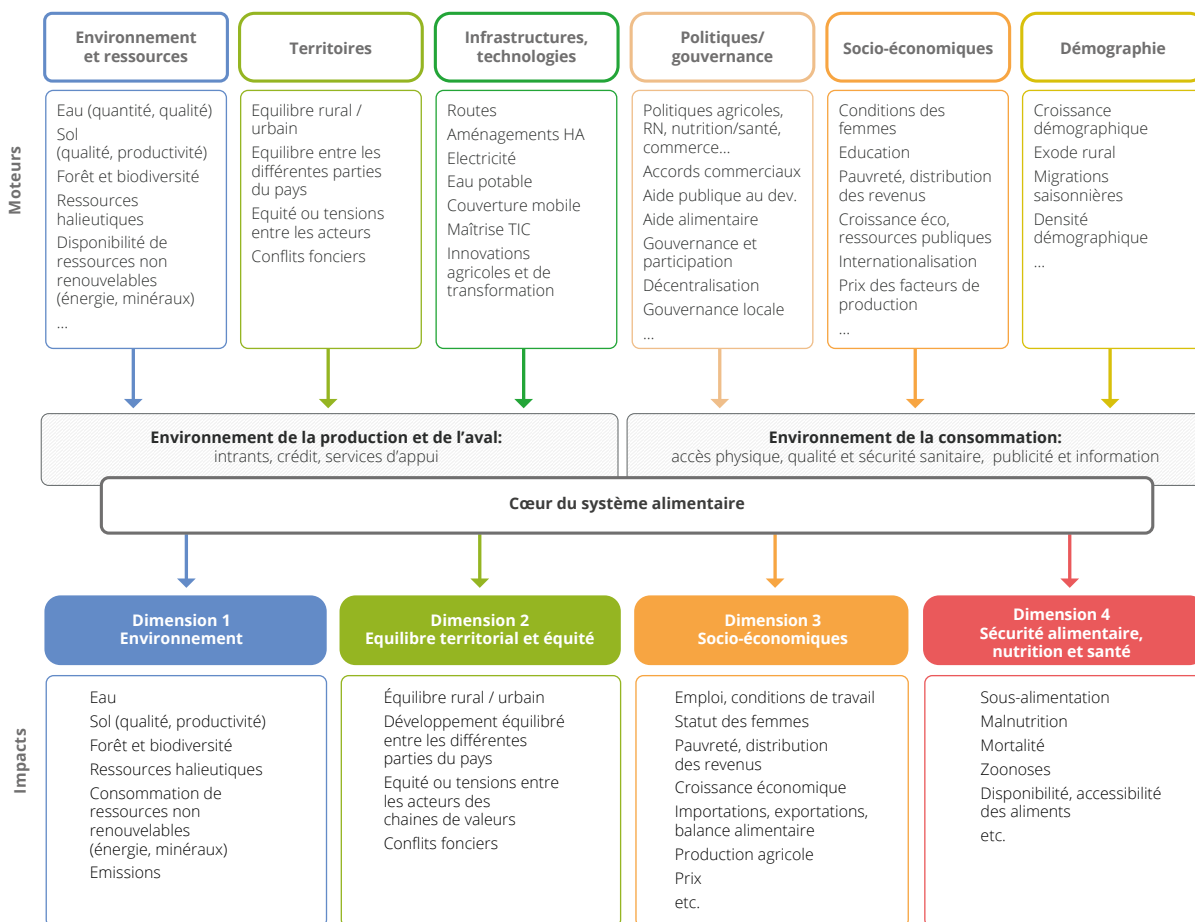 Moteurs
Environnement
et ressources
Eau (quantité, qualité)
Sol
(qualité, productivité)
Forêt et biodiversité
Ressources
halieutiques
Disponibilité de
ressources non
renouvelables
(énergie, minéraux)
...
Territoires
Equilibre rural /
urbain
Equilibre entre les
différentes parties
du pays
Equité ou tensions
entre les acteurs
Conflits fonciers
Infrastructures,
technologies
Routes
Aménagements HA
Electricité
Eau potable
Couverture mobile
Maîtrise TIC
Innovations
agricoles et de
transformation
Politiques/
gouvernance
Politiques agricoles,
RN, nutrition/santé,
commerce...
Accords commerciaux
Aide publique au dev.
Aide alimentaire
Gouvernance et
participation
Décentralisation
Gouvernance locale
...
Socio-économiques
Conditions des
femmes
Education
Pauvreté, distribution
des revenus
Croissance éco,
ressources publiques
Internationalisation
Prix des facteurs de
production
...
Démographie
Croissance
démographique
Exode rural
Migrations
saisonnières
Densité
démographique
...
Environnement de la production et de l'aval:
intrants, crédit, services d'appui
Environnement de la consommation:
accès physique, qualité et sécurité sanitaire, publicité et information
Cœur du système alimentaire
Impacts
Dimension 1
Environnement
Eau
Sol (qualité, productivité)
Forêt et biodiversité
Ressources halieutiques
Consommation de
ressources non
renouvelables
(énergie, minéraux)
Emissions
Dimension 2
Equilibre territorial et équité
Équilibre rural / urbain
Développement équilibré
entre les différentes
parties du pays
Equité ou tensions entre
les acteurs des
chaines de valeurs
Conflits fonciers
Dimension 3
Socio-économiques
Emploi, conditions de travail
Statut des femmes
Pauvreté, distribution
des revenus
Croissance économique
Importations, exportations,
balance alimentaire
Production agricole
Prix
etc.
Dimension 4
Sécurité alimentaire,
nutrition et santé
Sous-alimentation
Malnutrition
Mortalité
Zoonoses
Disponibilité, accessibilité
des aliments
etc.